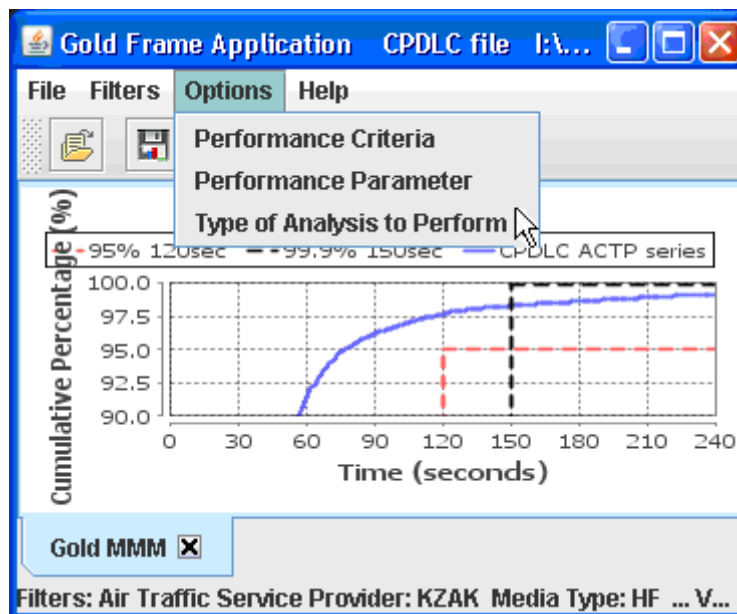 Gold Frame Application CPDLC file I:\...
File Filters Options Help
Performance Criteria
Performance Parameter
Type of Analysis to Perform
95% 120sec 99.9% 150sec CPDLC ACTP series
Cumulative Percentage (%)
100.0
97.5
95.0
92.5
90.0
0 30 60 90 120 150 180 210 240
Time (seconds)
Gold MMM
Filters: Air Traffic Service Provider: KZAK Media Type: HF ... V...